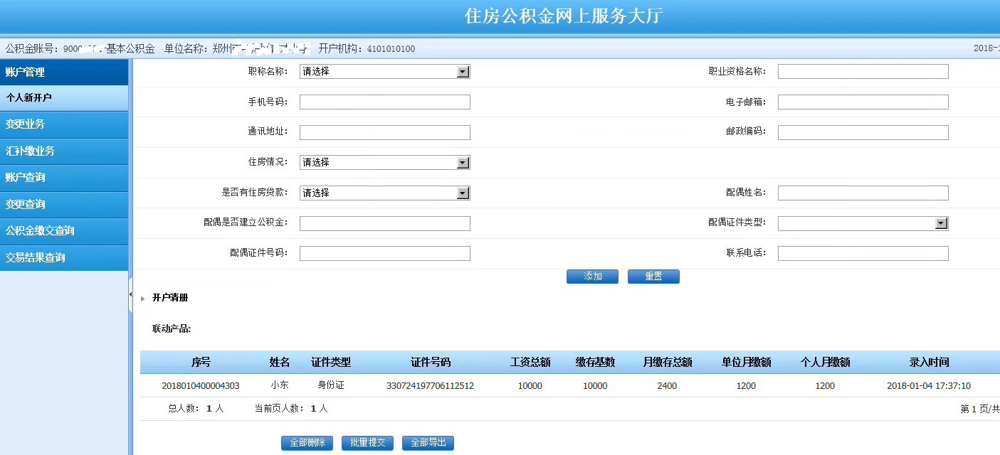 住房公积金网上服务大厅
公积金账号：9000 -基本公积金 单位名称：郑州 开户机构：4101010100 2018-
账户管理
个人新开户
变更业务
汇补缴业务
账户查询
变更查询
公积金缴交查询
交易结果查询
职称名称： 请选择 职业资格名称：
手机号码： 电子邮箱：
通讯地址： 邮政编码：
住房情况： 请选择
是否有住房贷款： 请选择 配偶姓名：
配偶是否建立公积金： 配偶证件类型：
配偶证件号码： 联系电话：
添加 重置
开户清册
联动产品:
序号 姓名 证件类型 证件号码 工资总额 缴存基数 月缴存总额 单位月缴额 个人月缴额 录入时间
2018010400004303 小东 身份证 330724197706112512 10000 10000 2400 1200 1200 2018-01-04 17:37:10
总人数： 1 人 当前页人数： 1 人 第 1 页/共
全部删除 批量提交 全部导出